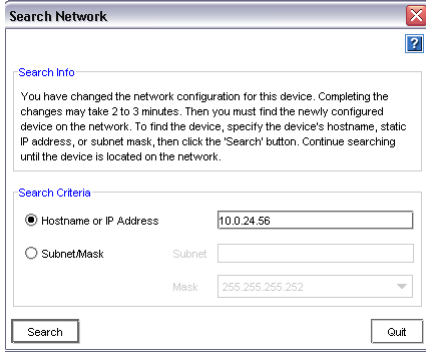 Search Network
?
Search Info
You have changed the network configuration for this device. Completing the
changes may take 2 to 3 minutes. Then you must find the newly configured
device on the network. To find the device, specify the device's hostname, static
IP address, or subnet mask, then click the 'Search' button. Continue searching
until the device is located on the network.
Search Criteria
Hostname or IP Address 10.0.24.56
Subnet/Mask Subnet
Mask 255.255.255.252
Search Quit